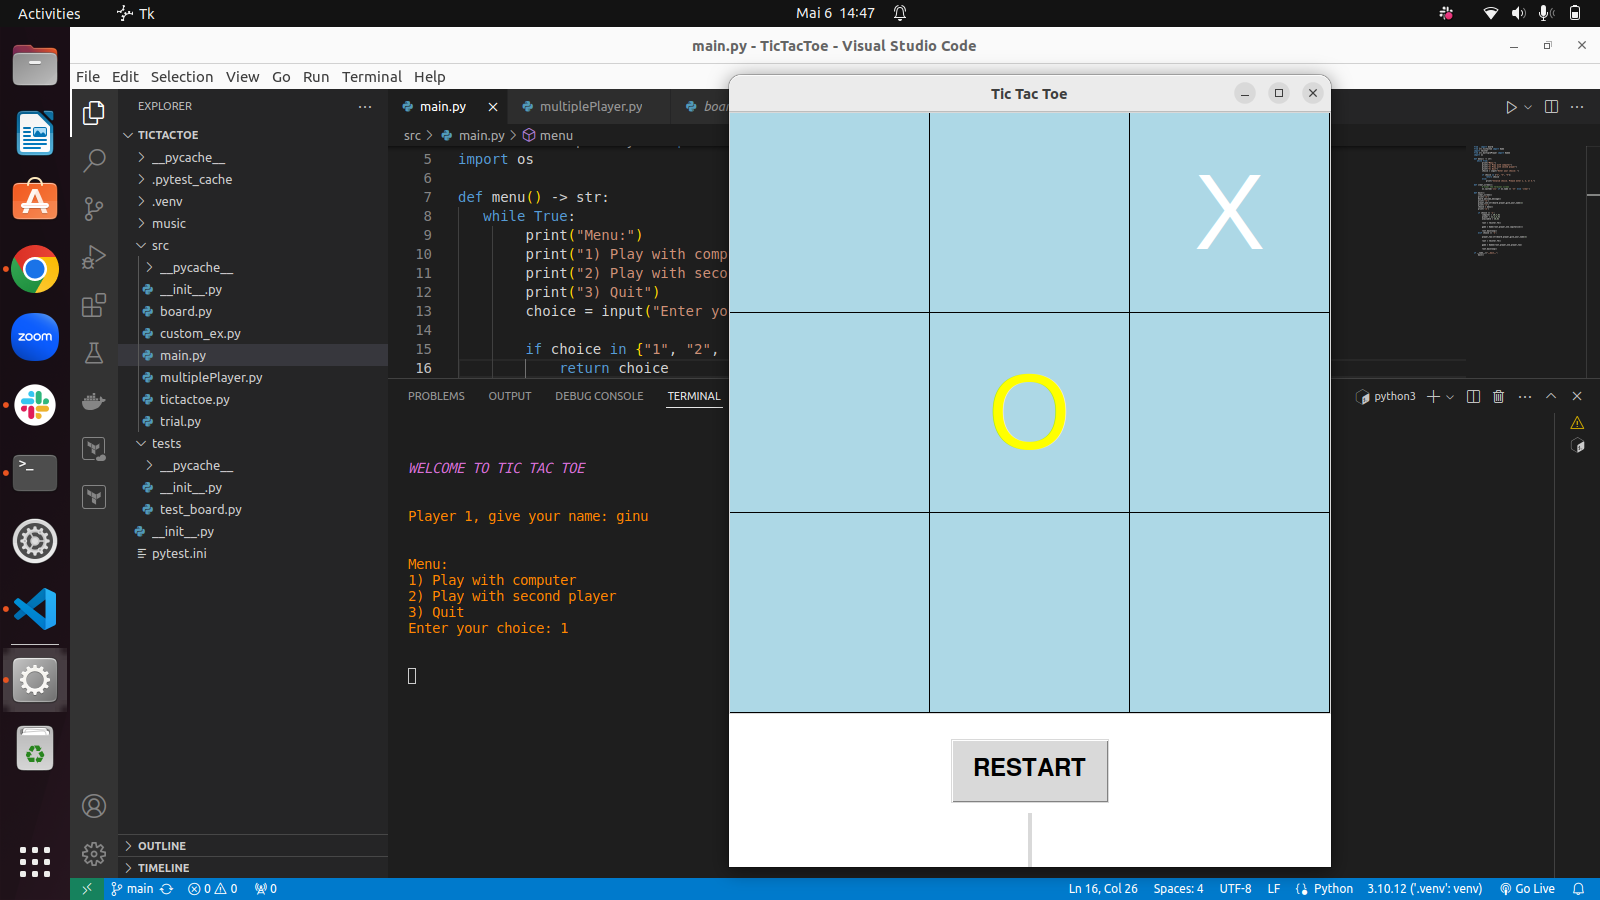 Activities
Tk
Mai 6 14:47
main.py - TicTacToe - Visual Studio Code
File Edit Selection View Go Run Terminal Help
EXPLORER
TICTACTOE
__pycache__
.pytest_cache
.venv
music
src
__pycache__
__init__.py
board.py
custom_ex.py
main.py
multiplePlayer.py
tictactoe.py
trial.py
tests
__pycache__
__init__.py
test_board.py
__init__.py
pytest.ini
OUTLINE
TIMELINE
zoom
main.py
multiplePlayer.py
src > main.py > menu
5 import os
6
7 def menu() -> str:
8 while True:
9 print("Menu:")
10 print("1) Play with comp
11 print("2) Play with seco
12 print("3) Quit")
13 choice = input("Enter yo
14
15 if choice in {"1", "2",
16 return choice
PROBLEMS OUTPUT DEBUG CONSOLE TERMINAL
python3
WELCOME TO TIC TAC TOE
Player 1, give your name: ginu
Menu:
1) Play with computer
2) Play with second player
3) Quit
Enter your choice: 1
Tic Tac Toe
X
O
RESTART
main
0 0
0
Ln 16, Col 26
Spaces: 4
UTF-8
LF
Python
3.10.12 ('.venv': venv)
Go Live